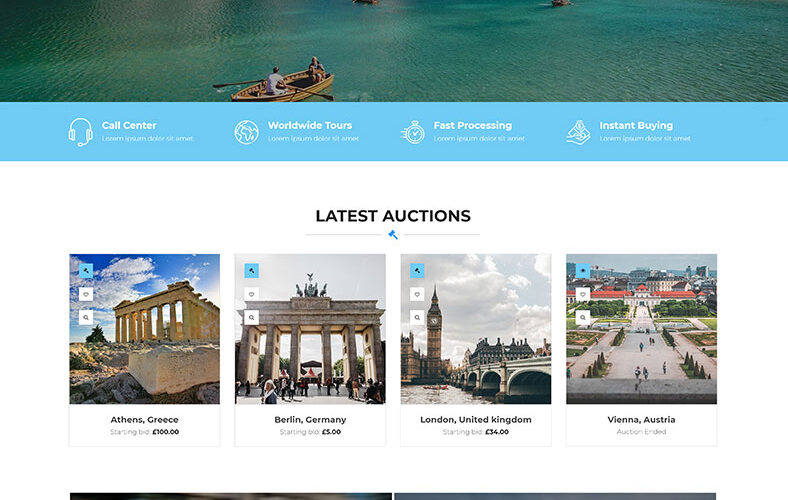 Call Center
Lorem ipsum dolor sit amet
Worldwide Tours
Lorem ipsum dolor sit amet
Fast Processing
Lorem ipsum dolor sit amet
Instant Buying
Lorem ipsum dolor sit amet
LATEST AUCTIONS
Athens, Greece
Starting bid: £100.00
Berlin, Germany
Starting bid: £5.00
London, United kingdom
Starting bid: £34.00
Vienna, Austria
Auction Ended